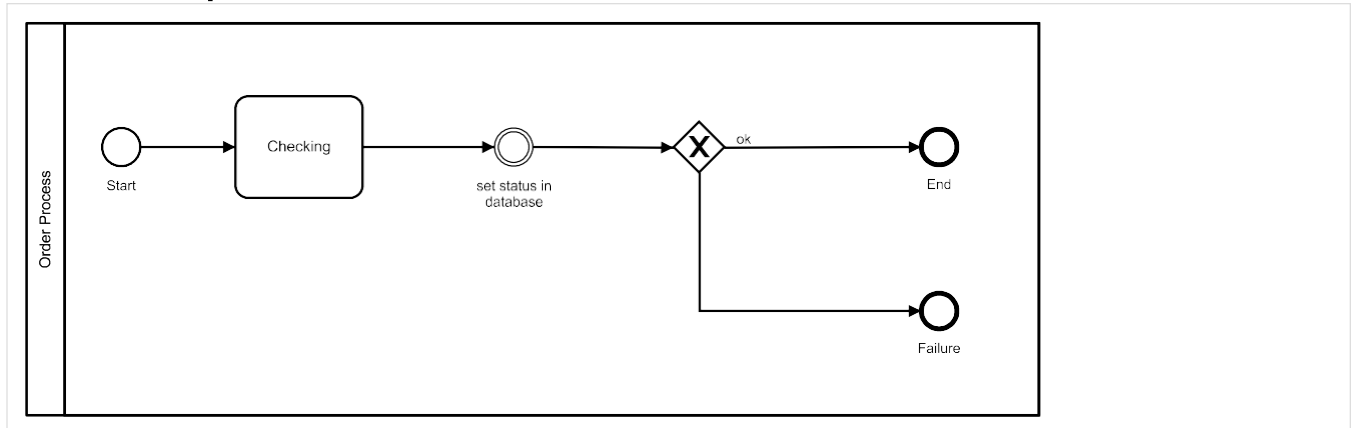 Order Process
Start
Checking
set status in
database
X
ok
End
Failure